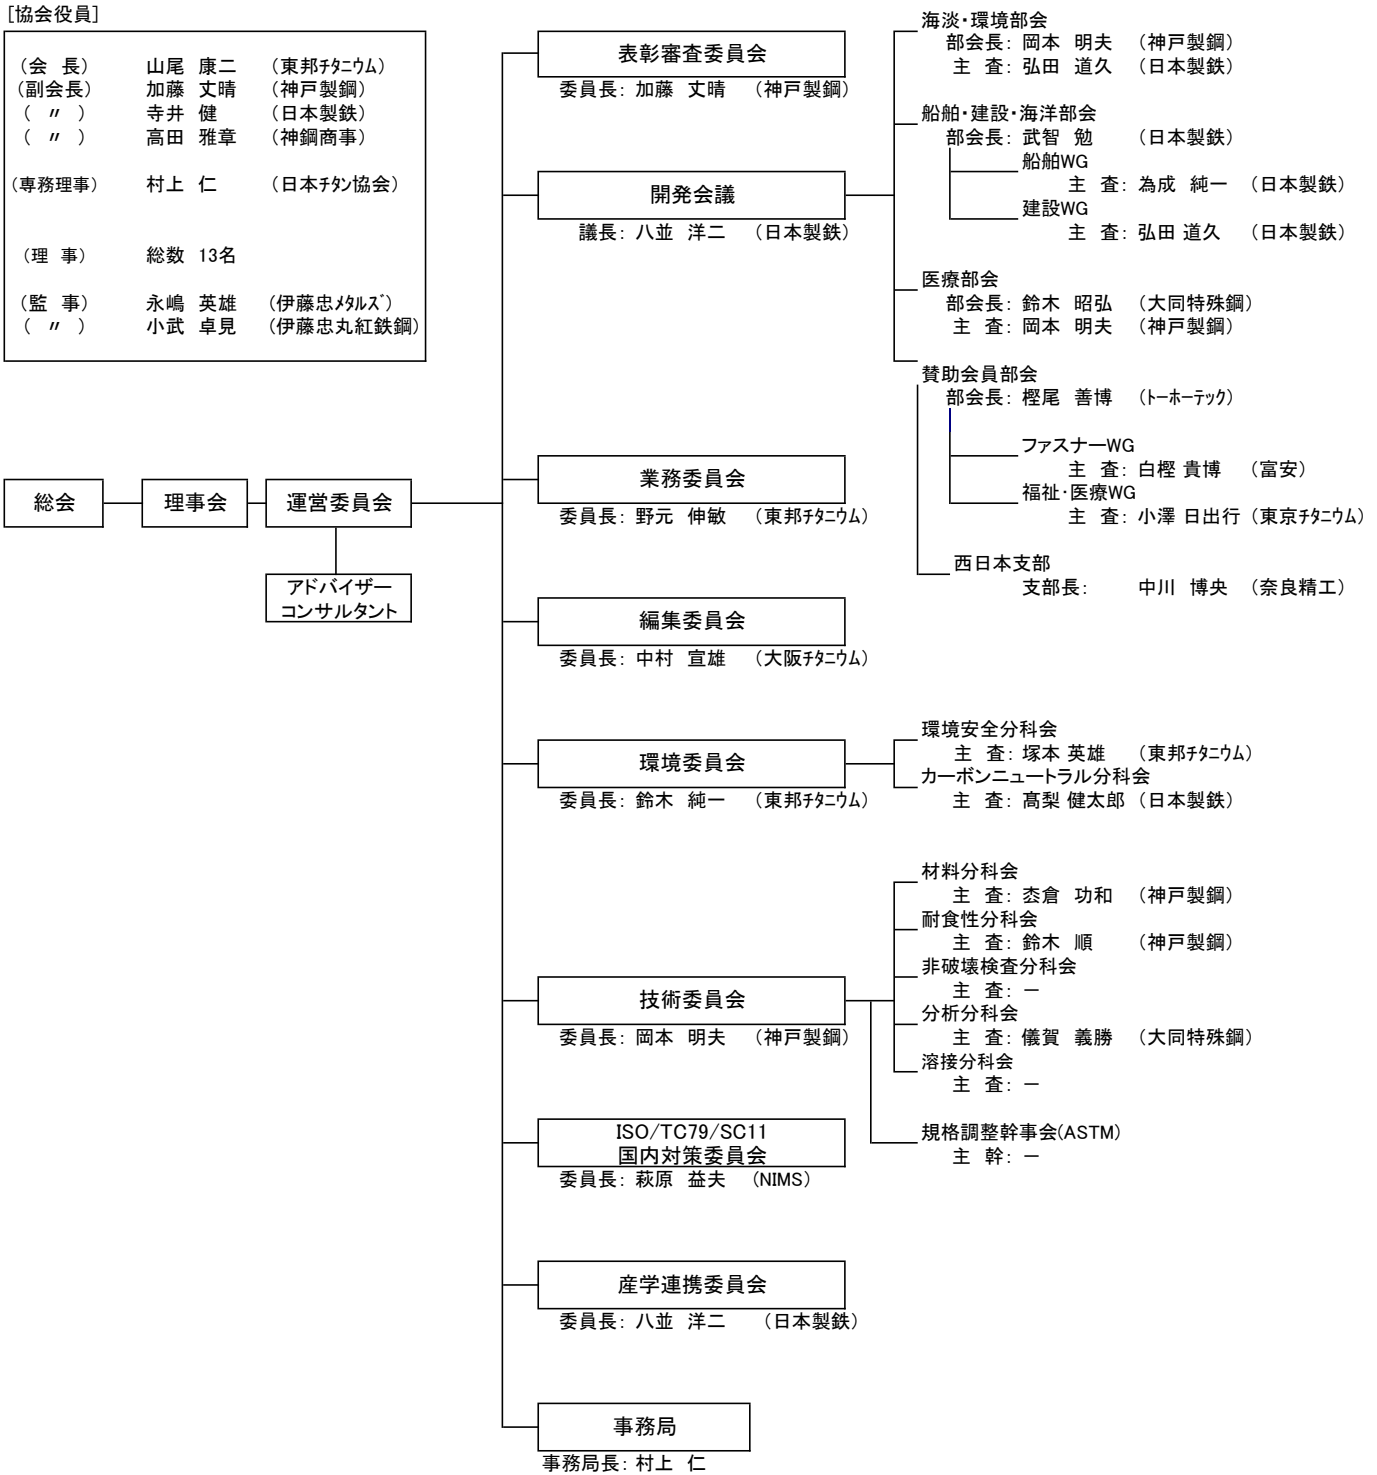 [協会役員]
（会　長）　山尾　康二　（東邦ﾁﾀﾆｳﾑ）
（副会長）　加藤　丈晴　（神戸製鋼）
（　〃　）　寺井　健　（日本製鉄）
（　〃　）　高田　雅章　（神鋼商事）
（専務理事）　村上　仁　（日本ﾁﾀﾝ協会）
（理　事）　総数　13名
（監　事）　永嶋　英雄　（伊藤忠ﾒﾀﾙｽﾞ）
（　〃　）　小武　卓見　（伊藤忠丸紅鉄鋼）
総会
理事会
運営委員会
アドバイザー
コンサルタント
表彰審査委員会
委員長：加藤　丈晴　（神戸製鋼）
開発会議
議長：八並　洋二　（日本製鉄）
海淡・環境部会
部会長：岡本　明夫　（神戸製鋼）
主　査：弘田　道久　（日本製鉄）
船舶・建設・海洋部会
部会長：武智　勉　（日本製鉄）
船舶WG
主　査：為成　純一　（日本製鉄）
建設WG
主　査：弘田 道久　（日本製鉄）
医療部会
部会長：鈴木　昭弘　（大同特殊鋼）
主　査：岡本　明夫　（神戸製鋼）
賛助会員部会
部会長：樫尾　善博　（ﾄｰﾎｰﾃｯｸ）
ファスナーWG
主　査：白樫 貴博　（富安）
福祉・医療WG
主　査：小澤 日出行（東京ﾁﾀﾆｳﾑ）
西日本支部
支部長：　中川　博央　（奈良精工）
業務委員会
委員長：野元　伸敏　（東邦ﾁﾀﾆｳﾑ）
編集委員会
委員長：中村　宣雄　（大阪ﾁﾀﾆｳﾑ）
環境委員会
委員長：鈴木　純一　（東邦ﾁﾀﾆｳﾑ）
環境安全分科会
主　査：塚本 英雄　（東邦ﾁﾀﾆｳﾑ）
カーボンニュートラル分科会
主　査：髙梨 健太郎（日本製鉄）
技術委員会
委員長：岡本　明夫　（神戸製鋼）
材料分科会
主　査：枩倉　功和　（神戸製鋼）
耐食性分科会
主　査：鈴木　順　（神戸製鋼）
非破壊検査分科会
主　査：－
分析分科会
主　査：儀賀　義勝　（大同特殊鋼）
溶接分科会
主　査：－
規格調整幹事会(ASTM)
主　幹：－
ISO/TC79/SC11
国内対策委員会
委員長：萩原　益夫　（NIMS）
産学連携委員会
委員長：八並　洋二　（日本製鉄）
事務局
事務局長：村上　仁